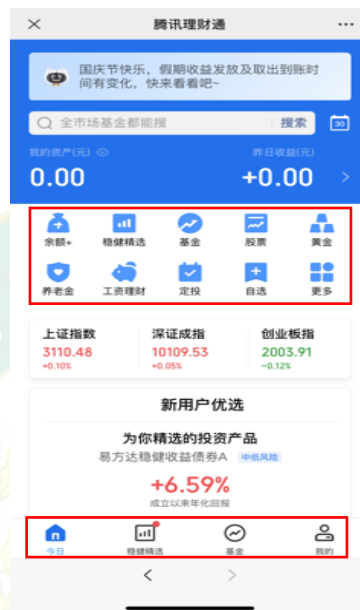 腾讯理财通
国庆节快乐，假期收益发放及取出到账时
间有变化，快来看看吧~
全市场基金都能搜 搜索 30
我的资产(元) 昨日收益(元)
0.00 +0.00
余额+ 稳健精选 基金 股票 黄金
养老金 工资理财 定投 自选 更多
上证指数 深证成指 创业板指
3110.48 10109.53 2003.91
+0.10% +0.05% -0.12%
新用户优选
为你精选的投资产品
易方达稳健收益债券A 中低风险
+6.59%
成立以来年化回报
今日 稳健精选 基金 我的